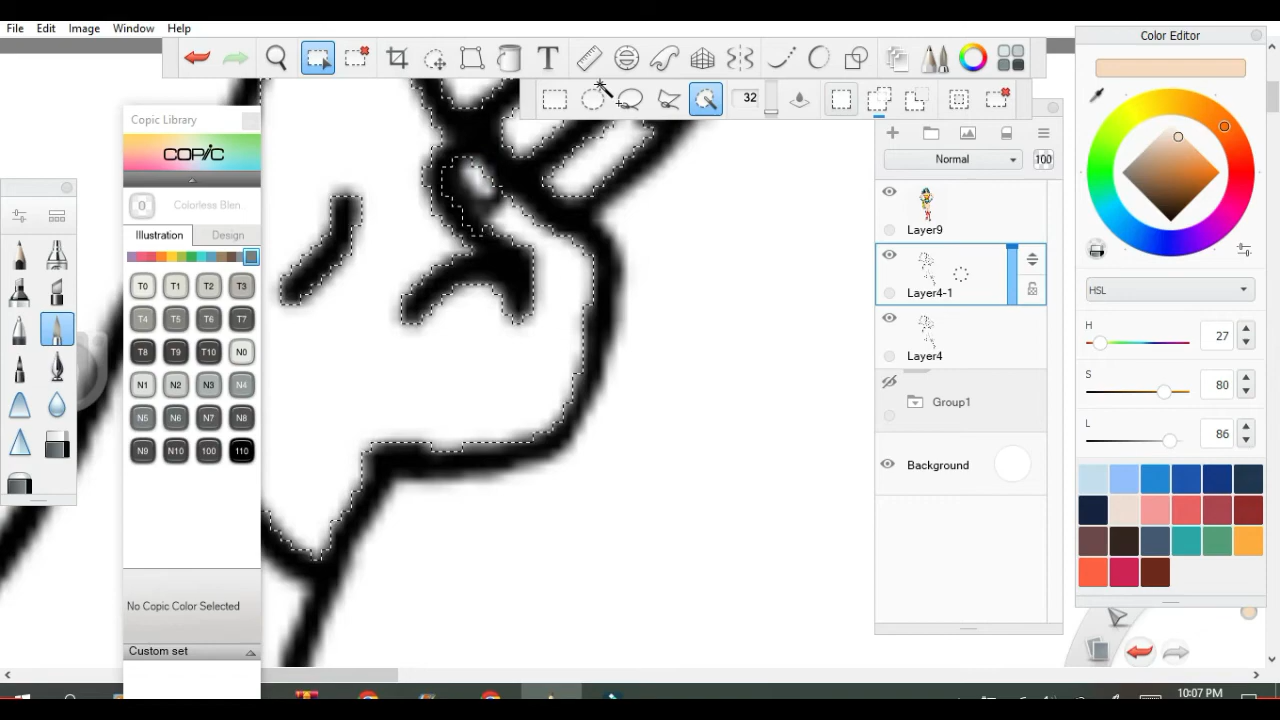 File Edit Image Window Help
Color Editor
32
Copic Library
COPIC
0 Colorless Blen
Illustration Design
T0 T1 T2 T3
T4 T5 T6 T7
T8 T9 T10 N0
N1 N2 N3 N4
N5 N6 N7 N8
N9 N10 100 110
No Copic Color Selected
Custom set
Normal 100
Layer9
Layer4-1
Layer4
Group1
Background
HSL
H 27
S 80
L 86
10:07 PM